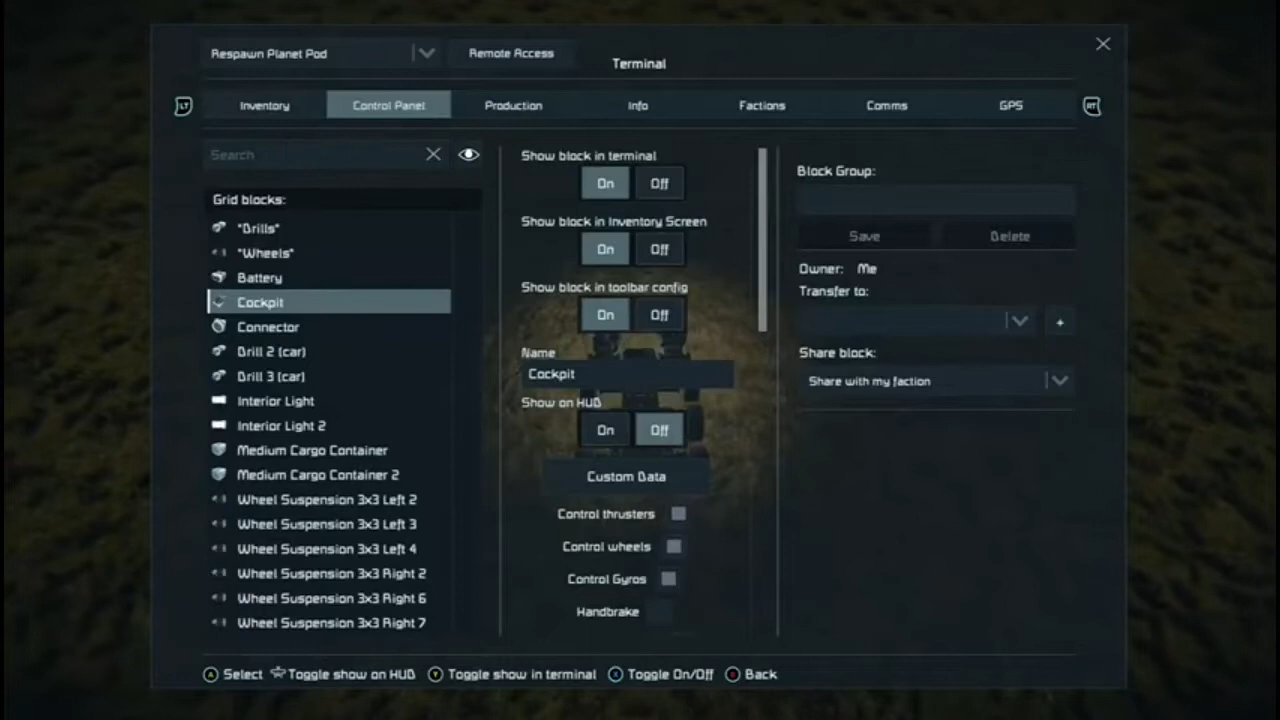 Respawn Planet Pod
Remote Access
Terminal
LT
Inventory
Control Panel
Production
Info
Factions
Comms
GPS
RT
Search
Grid blocks:
*Drills*
*Wheels*
Battery
Cockpit
Connector
Drill 2 (car)
Drill 3 (car)
Interior Light
Interior Light 2
Medium Cargo Container
Medium Cargo Container 2
Wheel Suspension 3x3 Left 2
Wheel Suspension 3x3 Left 3
Wheel Suspension 3x3 Left 4
Wheel Suspension 3x3 Right 2
Wheel Suspension 3x3 Right 6
Wheel Suspension 3x3 Right 7
Show block in terminal
On Off
Show block in Inventory Screen
On Off
Show block in toolbar config
On Off
Name
Cockpit
Show on HUD
On Off
Custom Data
Control thrusters
Control wheels
Control Gyros
Handbrake
Block Group:
Save Delete
Owner: Me
Transfer to:
+
Share block:
Share with my faction
A Select Toggle show on HUD Y Toggle show in terminal X Toggle On/Off B Back